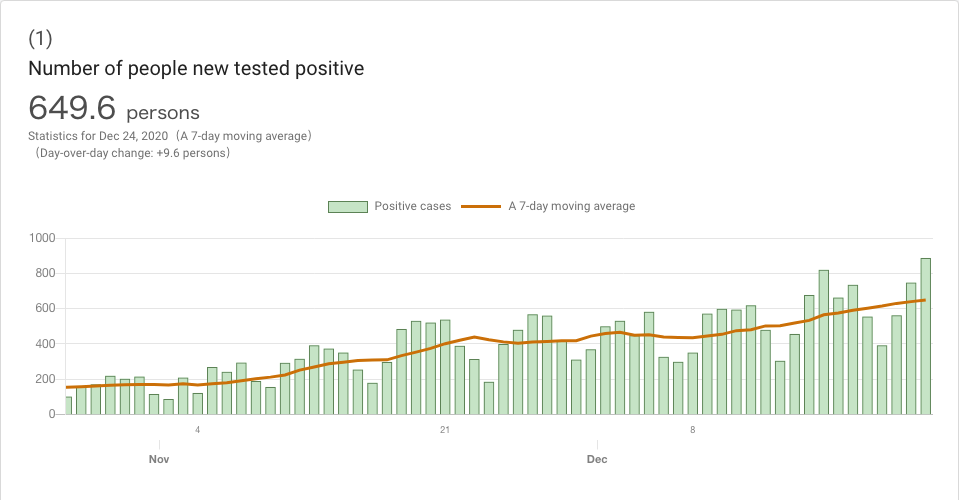 (1)
Number of people new tested positive
649.6 persons
Statistics for Dec 24, 2020（A 7-day moving average）
（Day-over-day change: +9.6 persons）
Positive cases A 7-day moving average
1000
800
600
400
200
0
4 21 8
Nov Dec